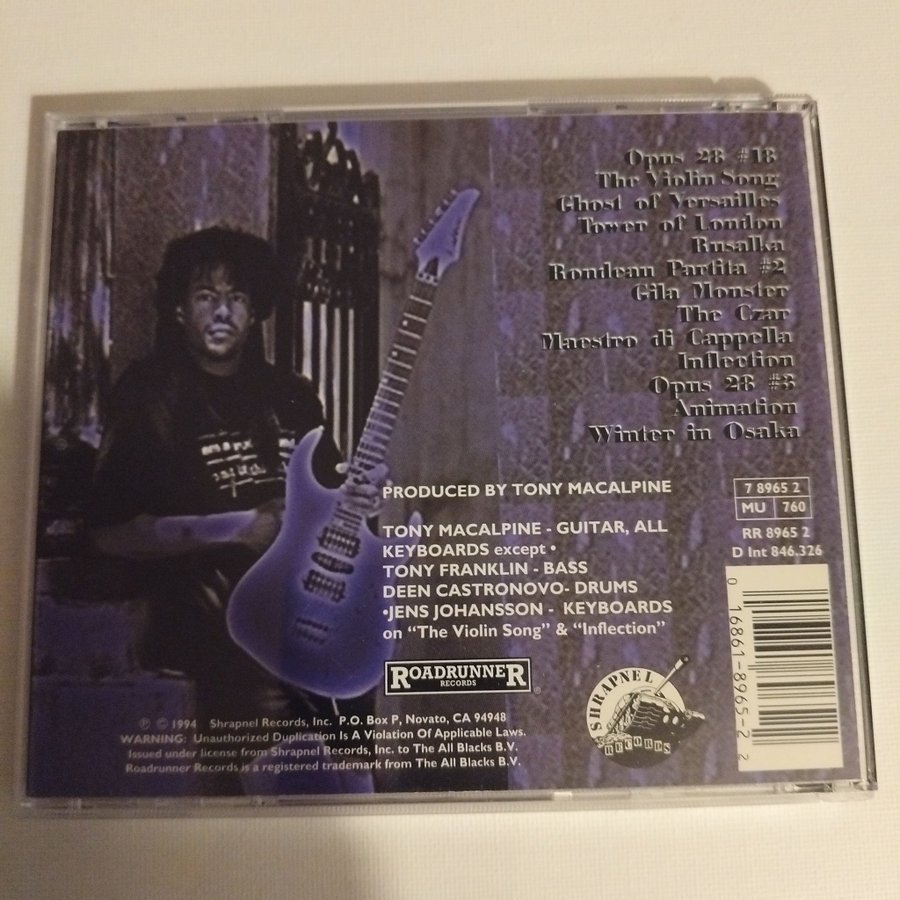 Opus 28 #18
The Violin Song
Ghost of Versailles
Tower of London
Rusalka
Rondeau Partita #2
Gila Monster
The Czar
Maestro di Cappella
Inflection
Opus 28 #3
Animation
Winter in Osaka
PRODUCED BY TONY MACALPINE
TONY MACALPINE - GUITAR, ALL
KEYBOARDS except •
TONY FRANKLIN - BASS
DEEN CASTRONOVO- DRUMS
•JENS JOHANSSON - KEYBOARDS
on “The Violin Song” & “Inflection”
7 8965 2
MU 760
RR 8965 2
D Int 846.326
0 16861-8965-2 2
ROADRUNNER
RECORDS
®
SHRAPNEL
RECORDS
℗ © 1994 Shrapnel Records, Inc. P.O. Box P, Novato, CA 94948
WARNING: Unauthorized Duplication Is A Violation Of Applicable Laws.
Issued under license from Shrapnel Records, Inc. to The All Blacks B.V.
Roadrunner Records is a registered trademark from The All Blacks B.V.